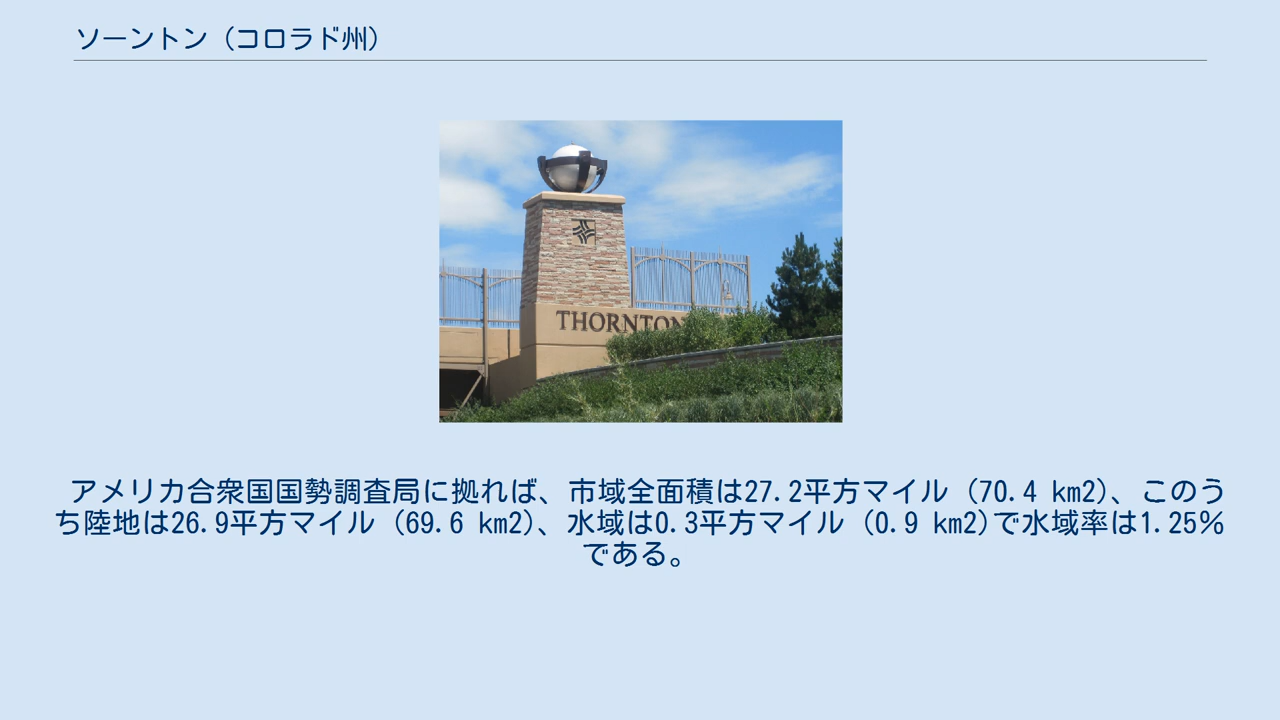 ソーントン（コロラド州）
THORNTON
アメリカ合衆国国勢調査局に拠れば、市域全面積は27.2平方マイル（70.4 km2）、このう
ち陸地は26.9平方マイル（69.6 km2）、水域は0.3平方マイル（0.9 km2）で水域率は1.25%
である。